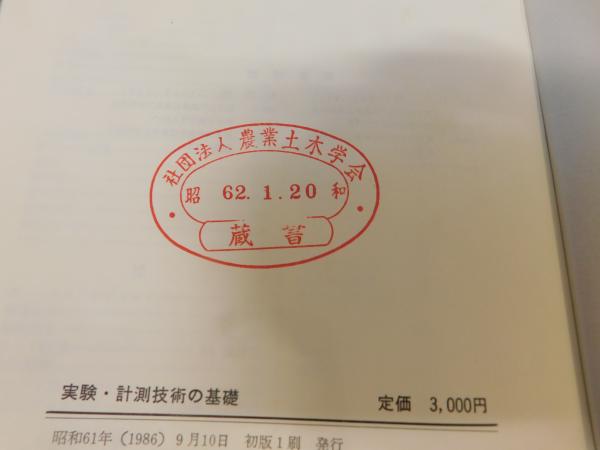 社団法人農業土木学会
昭 62.1.20 和
蔵書
実験・計測技術の基礎
定価 3,000円
昭和61年(1986)9月10日 初版1刷 発行